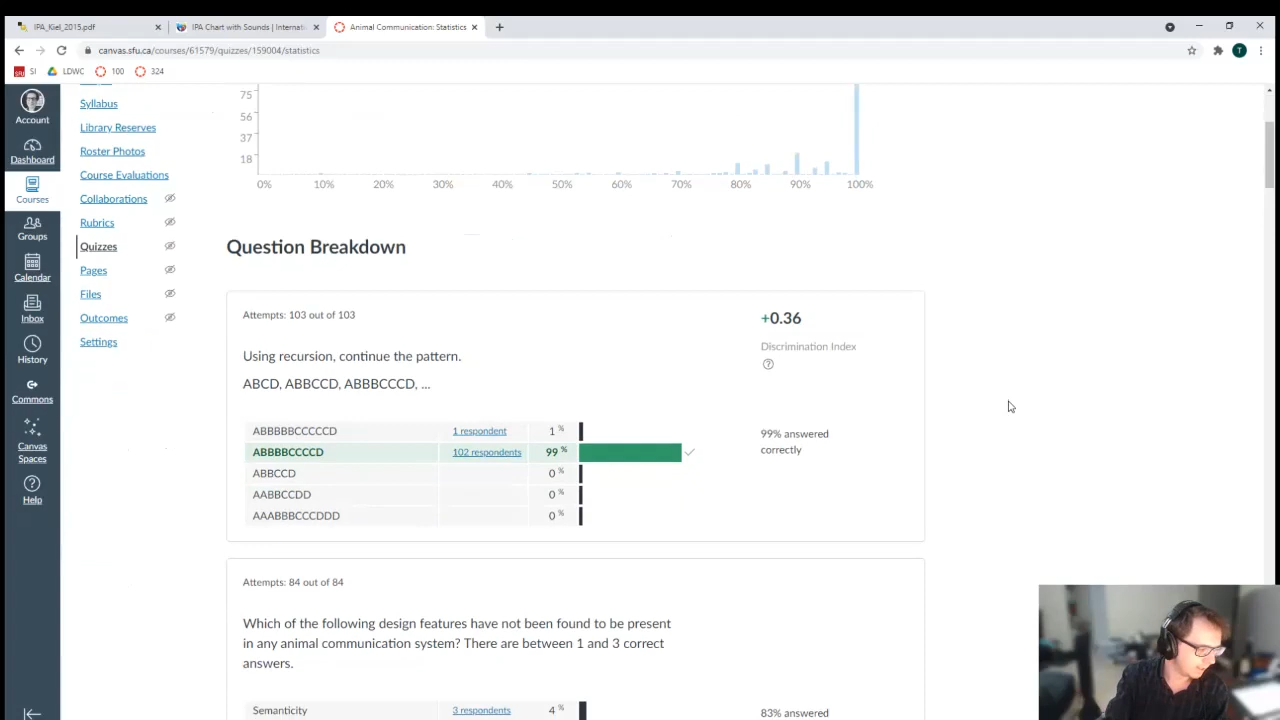 IPA_Kiel_2015.pdf
IPA Chart with Sounds | Internati
Animal Communication: Statistics
canvas.sfu.ca/courses/61579/quizzes/159004/statistics
T
SFU SI
LDWC
100
324
Account
Dashboard
Courses
Groups
Calendar
Inbox
History
Commons
Canvas
Spaces
Help
Syllabus
Library Reserves
Roster Photos
Course Evaluations
Collaborations
Rubrics
Quizzes
Pages
Files
Outcomes
Settings
75
56
37
18
0% 10% 20% 30% 40% 50% 60% 70% 80% 90% 100%
Question Breakdown
Attempts: 103 out of 103
+0.36
Discrimination Index
?
Using recursion, continue the pattern.
ABCD, ABBCCD, ABBBCCCD, ...
ABBBBBCCCCCD 1 respondent 1 %
ABBBBCCCCD 102 respondents 99 %
ABBCCD 0 %
AABBCCDD 0 %
AAABBBCCCDDD 0 %
99% answered
correctly
Attempts: 84 out of 84
Which of the following design features have not been found to be present
in any animal communication system? There are between 1 and 3 correct
answers.
Semanticity 3 respondents 4 %
83% answered